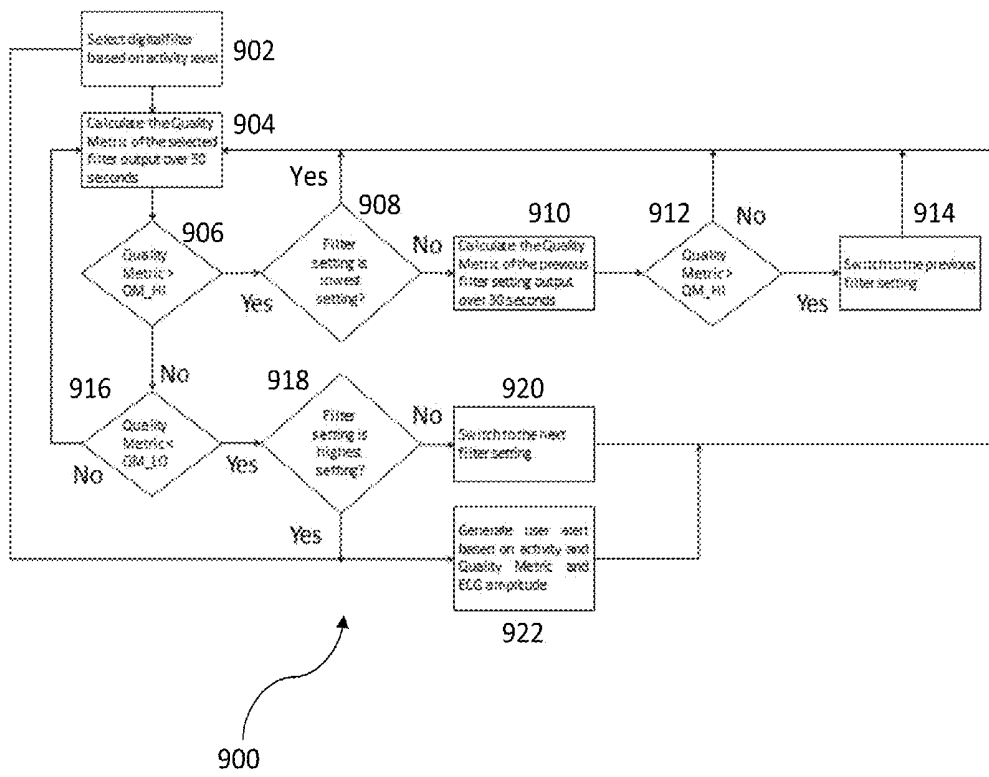 Select digital filter
based on activity level
902
Calculate the Quality
Metric of the selected
filter output over 30
seconds
904
906
Quality
Metric>
QM_HI
Yes
No
908
Filter
setting is
lowest setting?
Yes
No
910
Calculate the Quality
Metric of the previous
filter setting output
over 30 seconds
912
Quality
Metric>
QM_HI
No
Yes
914
Switch to the previous
filter setting
916
Quality
Metric<
QM_LO
No
Yes
918
Filter
setting is
highest
setting?
No
Yes
920
Switch to the next
filter setting
Generate user alert
based on activity and
Quality Metric and
ECG amplitude
922
900